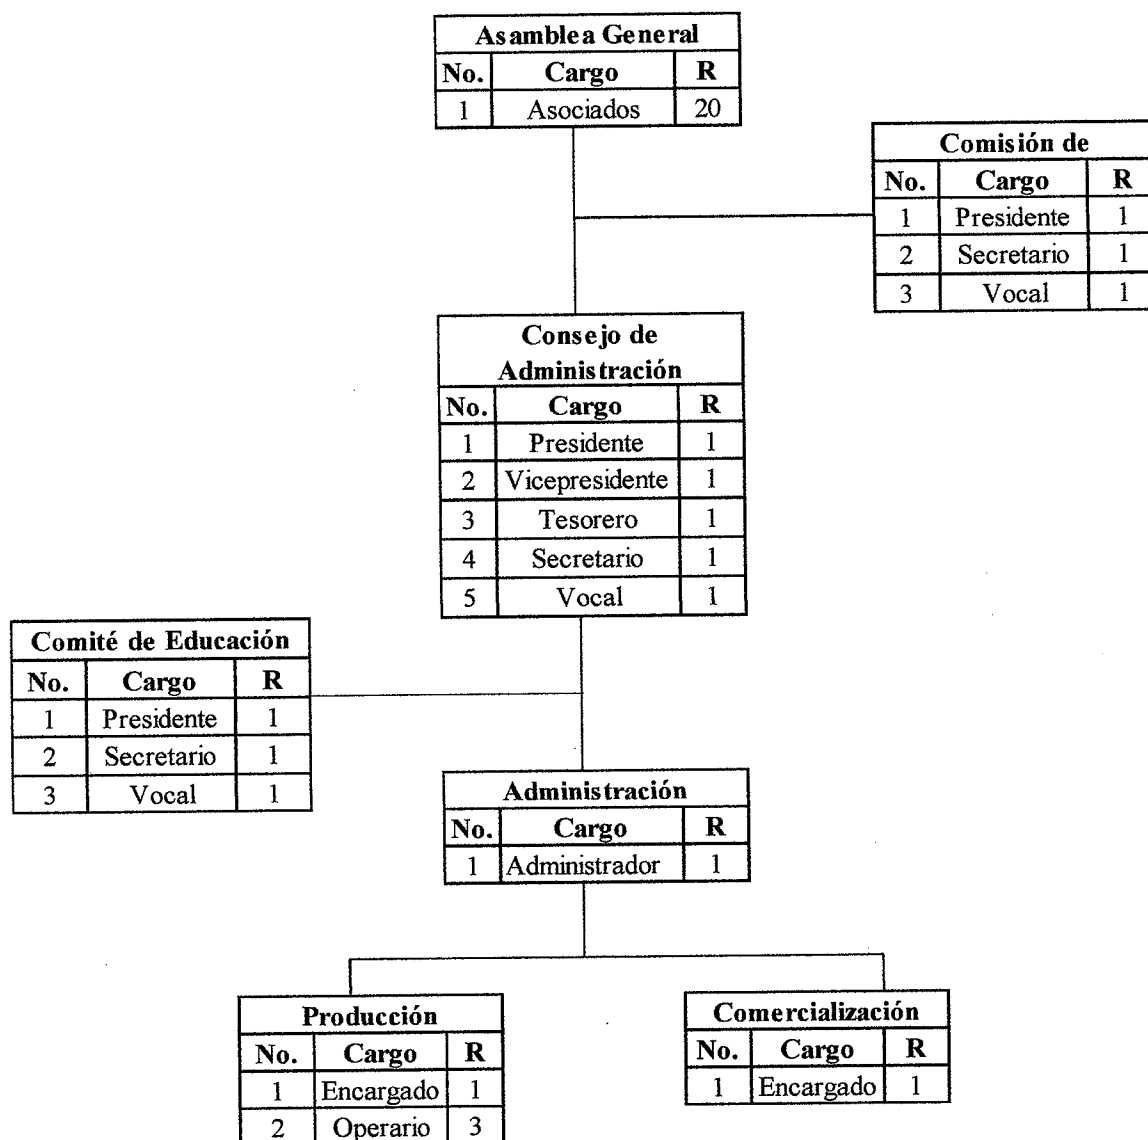 Asamblea General
No. Cargo R
1 Asociados 20
Comisión de
No. Cargo R
1 Presidente 1
2 Secretario 1
3 Vocal 1
Consejo de
Administración
No. Cargo R
1 Presidente 1
2 Vicepresidente 1
3 Tesorero 1
4 Secretario 1
5 Vocal 1
Comité de Educación
No. Cargo R
1 Presidente 1
2 Secretario 1
3 Vocal 1
Administración
No. Cargo R
1 Administrador 1
Producción
No. Cargo R
1 Encargado 1
2 Operario 3
Comercialización
No. Cargo R
1 Encargado 1